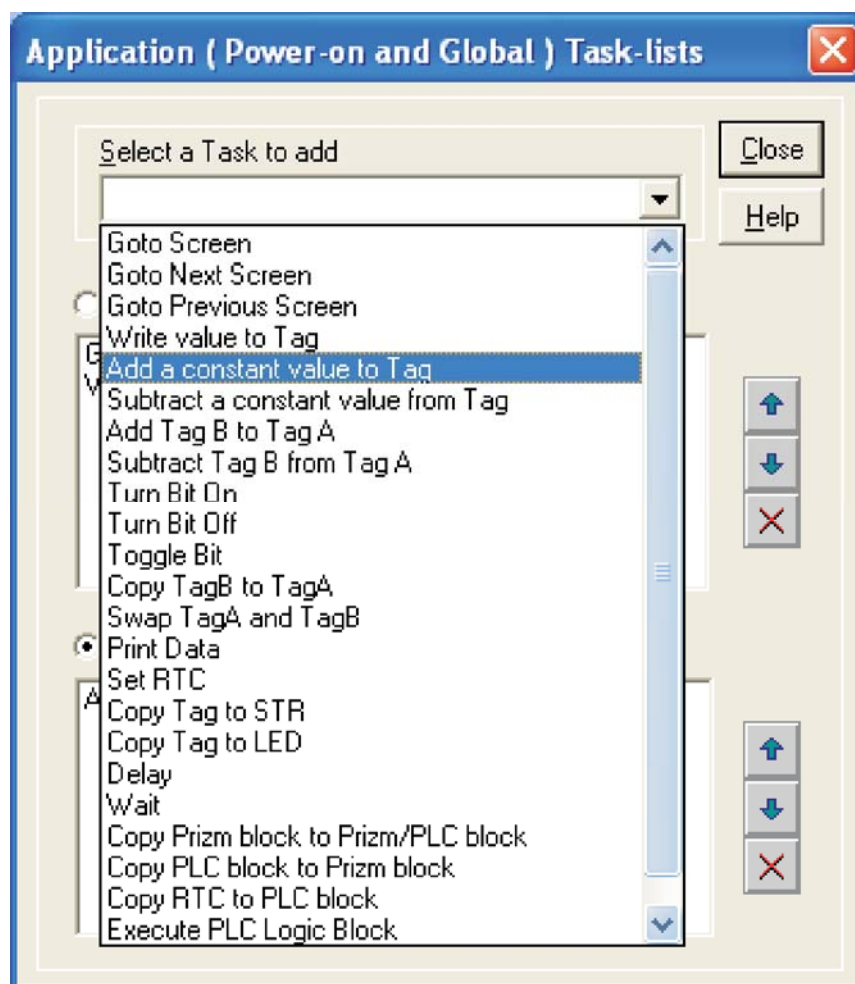 Application ( Power-on and Global ) Task-lists
Select a Task to add
Close
Help
Goto Screen
Goto Next Screen
Goto Previous Screen
Write value to Tag
Add a constant value to Tag
Subtract a constant value from Tag
Add Tag B to Tag A
Subtract Tag B from Tag A
Turn Bit On
Turn Bit Off
Toggle Bit
Copy TagB to TagA
Swap TagA and TagB
Print Data
Set RTC
Copy Tag to STR
Copy Tag to LED
Delay
Wait
Copy Prizm block to Prizm/PLC block
Copy PLC block to Prizm block
Copy RTC to PLC block
Execute PLC Logic Block